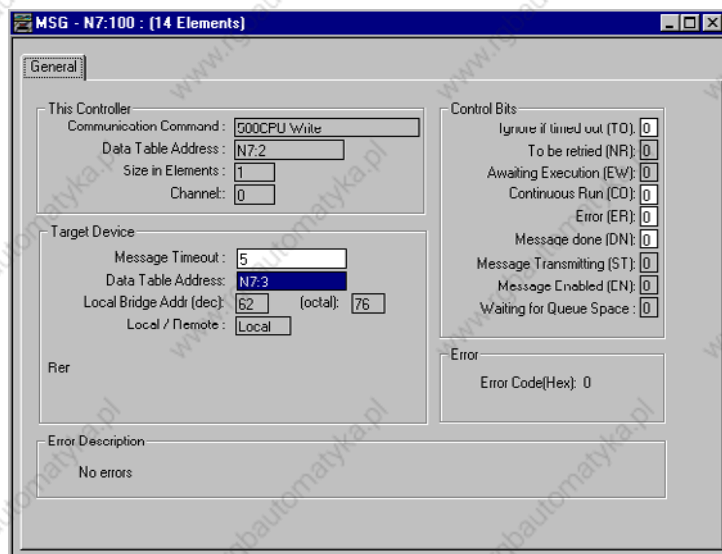 MSG - N7:100 : (14 Elements)
General
This Controller
Communication Command : 500CPU Write
Data Table Address : N7:2
Size in Elements : 1
Channel:: 0
Target Device
Message Timeout : 5
Data Table Address: N7:3
Local Bridge Addr (dec): 62 (octal): 76
Local / Remote : Local
Rer
Control Bits
Ignore if timed out (TO): 0
To be retried (NR): 0
Awaiting Execution (EW): 0
Continuous Run (CO): 0
Error (ER): 0
Message done (DN): 0
Message Transmitting (ST): 0
Message Enabled (EN): 0
Waiting for Queue Space : 0
Error
Error Code(Hex): 0
Error Description
No errors
www.rgbautomatyka.pl